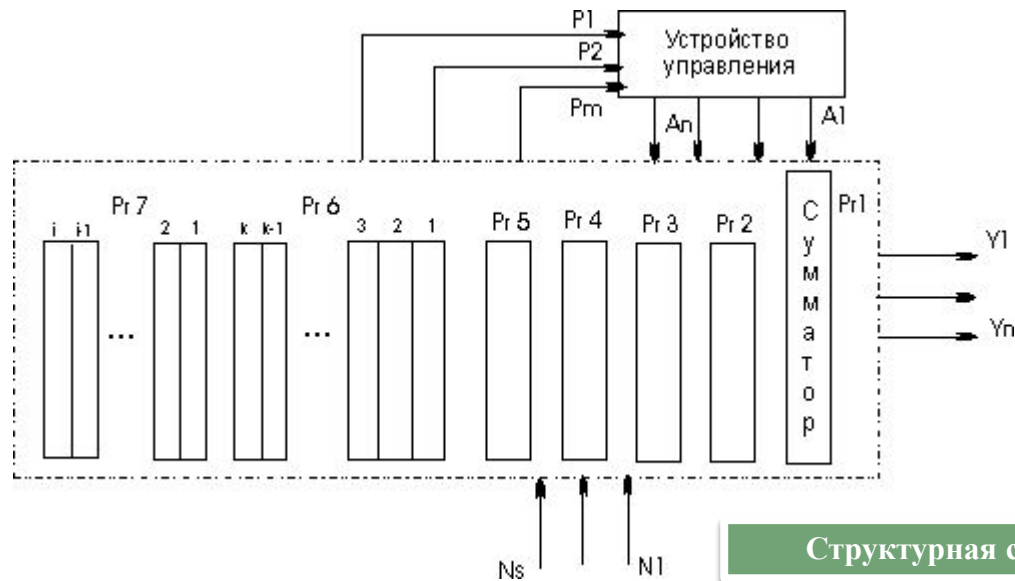 P1
Устройство
управления
P2
Pm
An
A1
Pr 7
Pr 6
Pr 5
Pr 4
Pr 3
Pr 2
Pr1
i
i-1
2
1
k
k-1
3
2
1
...
...
С
у
м
м
а
т
о
р
Y1
Yn
Ns
N1
Структурная с